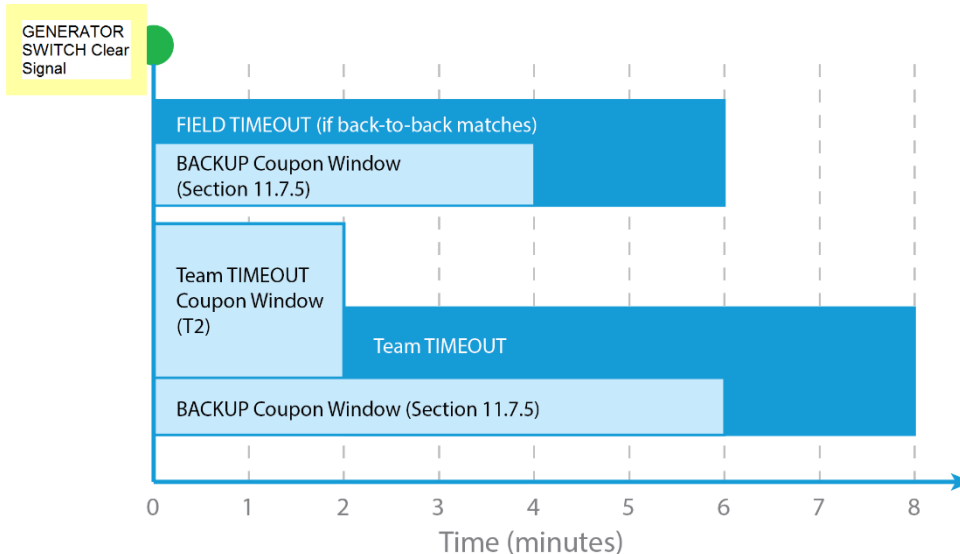 GENERATOR
SWITCH Clear
Signal
FIELD TIMEOUT (if back-to-back matches)
BACKUP Coupon Window
(Section 11.7.5)
Team TIMEOUT
Coupon Window
(T2)
Team TIMEOUT
BACKUP Coupon Window (Section 11.7.5)
0 1 2 3 4 5 6 7 8
Time (minutes)